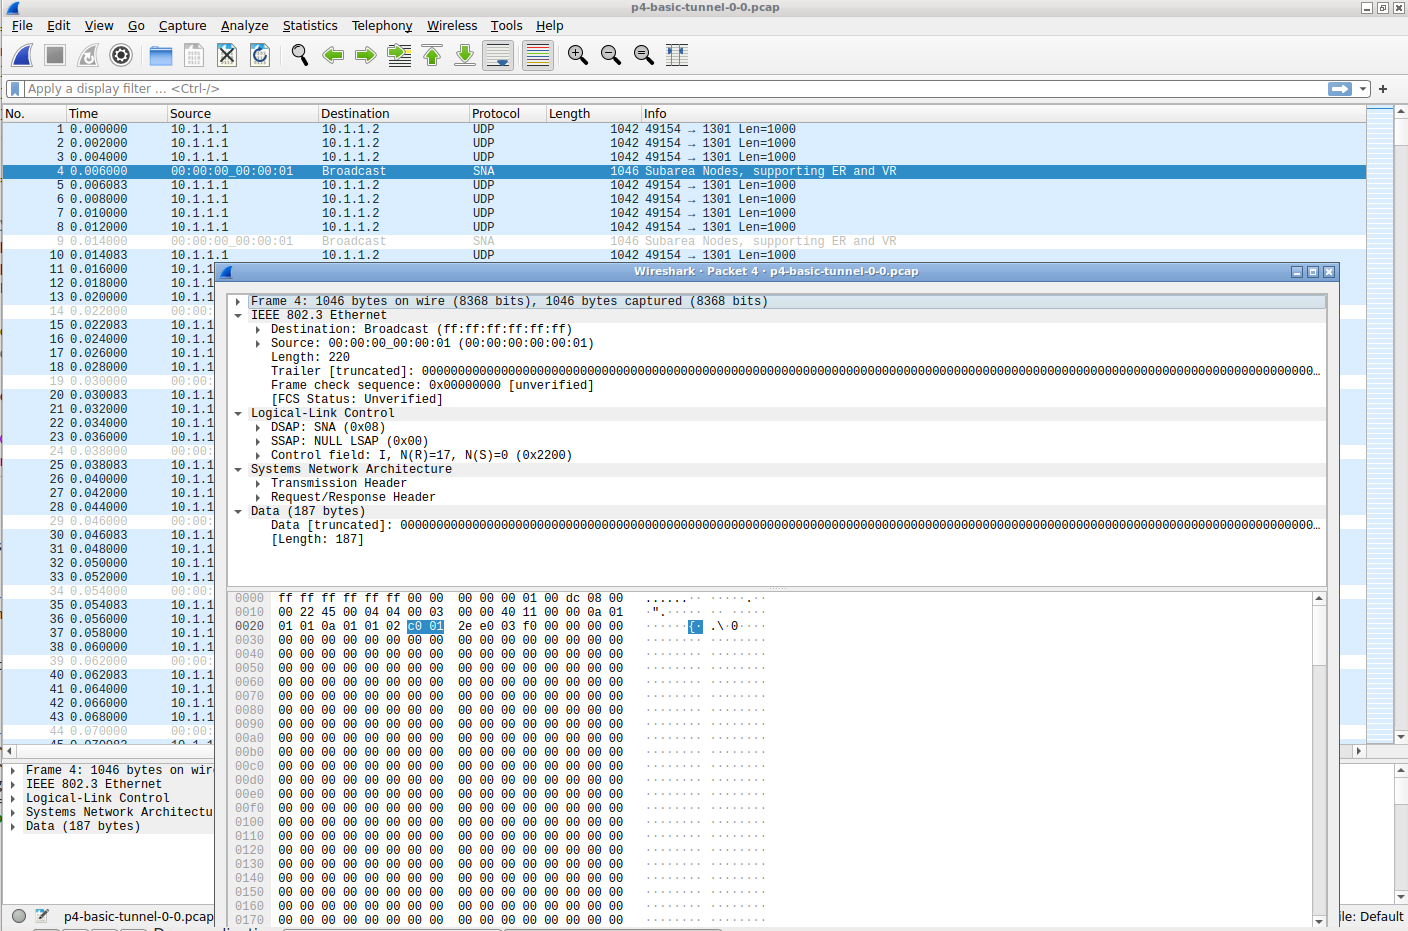 p4-basic-tunnel-0-0.pcap
File Edit View Go Capture Analyze Statistics Telephony Wireless Tools Help
Apply a display filter ... <Ctrl-/>
No. Time Source Destination Protocol Length Info
1 0.000000 10.1.1.1 10.1.1.2 UDP 1042 49154 → 1301 Len=1000
2 0.002000 10.1.1.1 10.1.1.2 UDP 1042 49154 → 1301 Len=1000
3 0.004000 10.1.1.1 10.1.1.2 UDP 1042 49154 → 1301 Len=1000
4 0.006000 00:00:00_00:00:01 Broadcast SNA 1046 Subarea Nodes, supporting ER and VR
5 0.006083 10.1.1.1 10.1.1.2 UDP 1042 49154 → 1301 Len=1000
6 0.008000 10.1.1.1 10.1.1.2 UDP 1042 49154 → 1301 Len=1000
7 0.010000 10.1.1.1 10.1.1.2 UDP 1042 49154 → 1301 Len=1000
8 0.012000 10.1.1.1 10.1.1.2 UDP 1042 49154 → 1301 Len=1000
9 0.014000 00:00:00_00:00:01 Broadcast SNA 1046 Subarea Nodes, supporting ER and VR
10 0.014083 10.1.1.1 10.1.1.2 UDP 1042 49154 → 1301 Len=1000
11 0.016000 10.1.1
12 0.018000 10.1.1
13 0.020000 10.1.1
14 0.022000 00:00:
15 0.022083 10.1.1
16 0.024000 10.1.1
17 0.026000 10.1.1
18 0.028000 10.1.1
19 0.030000 00:00:
20 0.030083 10.1.1
21 0.032000 10.1.1
22 0.034000 10.1.1
23 0.036000 10.1.1
24 0.038000 00:00:
25 0.038083 10.1.1
26 0.040000 10.1.1
27 0.042000 10.1.1
28 0.044000 10.1.1
29 0.046000 00:00:
30 0.046083 10.1.1
31 0.048000 10.1.1
32 0.050000 10.1.1
33 0.052000 10.1.1
34 0.054000 00:00:
35 0.054083 10.1.1
36 0.056000 10.1.1
37 0.058000 10.1.1
38 0.060000 10.1.1
39 0.062000 00:00:
40 0.062083 10.1.1
41 0.064000 10.1.1
42 0.066000 10.1.1
43 0.068000 10.1.1
44 0.070000 00:00:
Frame 4: 1046 bytes on wire
IEEE 802.3 Ethernet
Logical-Link Control
Systems Network Architectu
Data (187 bytes)
p4-basic-tunnel-0-0.pcap
ile: Default
Wireshark · Packet 4 · p4-basic-tunnel-0-0.pcap
Frame 4: 1046 bytes on wire (8368 bits), 1046 bytes captured (8368 bits)
IEEE 802.3 Ethernet
Destination: Broadcast (ff:ff:ff:ff:ff:ff)
Source: 00:00:00_00:00:01 (00:00:00:00:00:01)
Length: 220
Trailer [truncated]: 0000000000000000000000000000000000000000000000000000000000000000000000000000000000000000000000000000000000000000000000000000…
Frame check sequence: 0x00000000 [unverified]
[FCS Status: Unverified]
Logical-Link Control
DSAP: SNA (0x08)
SSAP: NULL LSAP (0x00)
Control field: I, N(R)=17, N(S)=0 (0x2200)
Systems Network Architecture
Transmission Header
Request/Response Header
Data (187 bytes)
Data [truncated]: 0000000000000000000000000000000000000000000000000000000000000000000000000000000000000000000000000000000000000000000000000000000…
[Length: 187]
0000 ff ff ff ff ff ff 00 00 00 00 00 01 00 dc 08 00 ......·· ·····.··
0010 00 22 45 00 04 04 00 03 00 00 40 11 00 00 0a 01 ·".····· ········
0020 01 01 0a 01 01 02 c0 01 2e e0 03 f0 00 00 00 00 ······{· .\·0····
0030 00 00 00 00 00 00 00 00 00 00 00 00 00 00 00 00 ········ ········
0040 00 00 00 00 00 00 00 00 00 00 00 00 00 00 00 00 ········ ········
0050 00 00 00 00 00 00 00 00 00 00 00 00 00 00 00 00 ········ ········
0060 00 00 00 00 00 00 00 00 00 00 00 00 00 00 00 00 ········ ········
0070 00 00 00 00 00 00 00 00 00 00 00 00 00 00 00 00 ········ ········
0080 00 00 00 00 00 00 00 00 00 00 00 00 00 00 00 00 ········ ········
0090 00 00 00 00 00 00 00 00 00 00 00 00 00 00 00 00 ········ ········
00a0 00 00 00 00 00 00 00 00 00 00 00 00 00 00 00 00 ········ ········
00b0 00 00 00 00 00 00 00 00 00 00 00 00 00 00 00 00 ········ ········
00c0 00 00 00 00 00 00 00 00 00 00 00 00 00 00 00 00 ········ ········
00d0 00 00 00 00 00 00 00 00 00 00 00 00 00 00 00 00 ········ ········
00e0 00 00 00 00 00 00 00 00 00 00 00 00 00 00 00 00 ········ ········
00f0 00 00 00 00 00 00 00 00 00 00 00 00 00 00 00 00 ········ ········
0100 00 00 00 00 00 00 00 00 00 00 00 00 00 00 00 00 ········ ········
0110 00 00 00 00 00 00 00 00 00 00 00 00 00 00 00 00 ········ ········
0120 00 00 00 00 00 00 00 00 00 00 00 00 00 00 00 00 ········ ········
0130 00 00 00 00 00 00 00 00 00 00 00 00 00 00 00 00 ········ ········
0140 00 00 00 00 00 00 00 00 00 00 00 00 00 00 00 00 ········ ········
0150 00 00 00 00 00 00 00 00 00 00 00 00 00 00 00 00 ········ ········
0160 00 00 00 00 00 00 00 00 00 00 00 00 00 00 00 00 ········ ········
0170 00 00 00 00 00 00 00 00 00 00 00 00 00 00 00 00 ········ ········